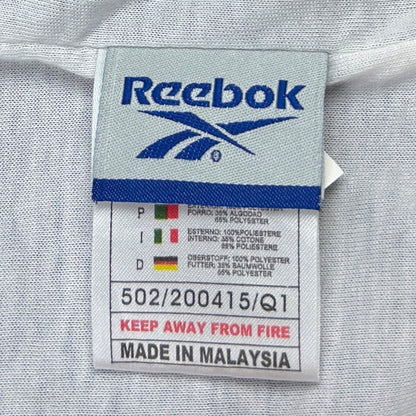 Reebok
®
P FORRO: 35% ALGODAO
65% POLYESTER
I ESTERNO: 100% POLIESTERE
INTERNO: 35% COTONE
65% POLIESTERE
D OBERSTOFF: 100% POLYESTER
FUTTER: 35% BAUMWOLLE
65% POLYESTER
502/200415/Q1
KEEP AWAY FROM FIRE
MADE IN MALAYSIA